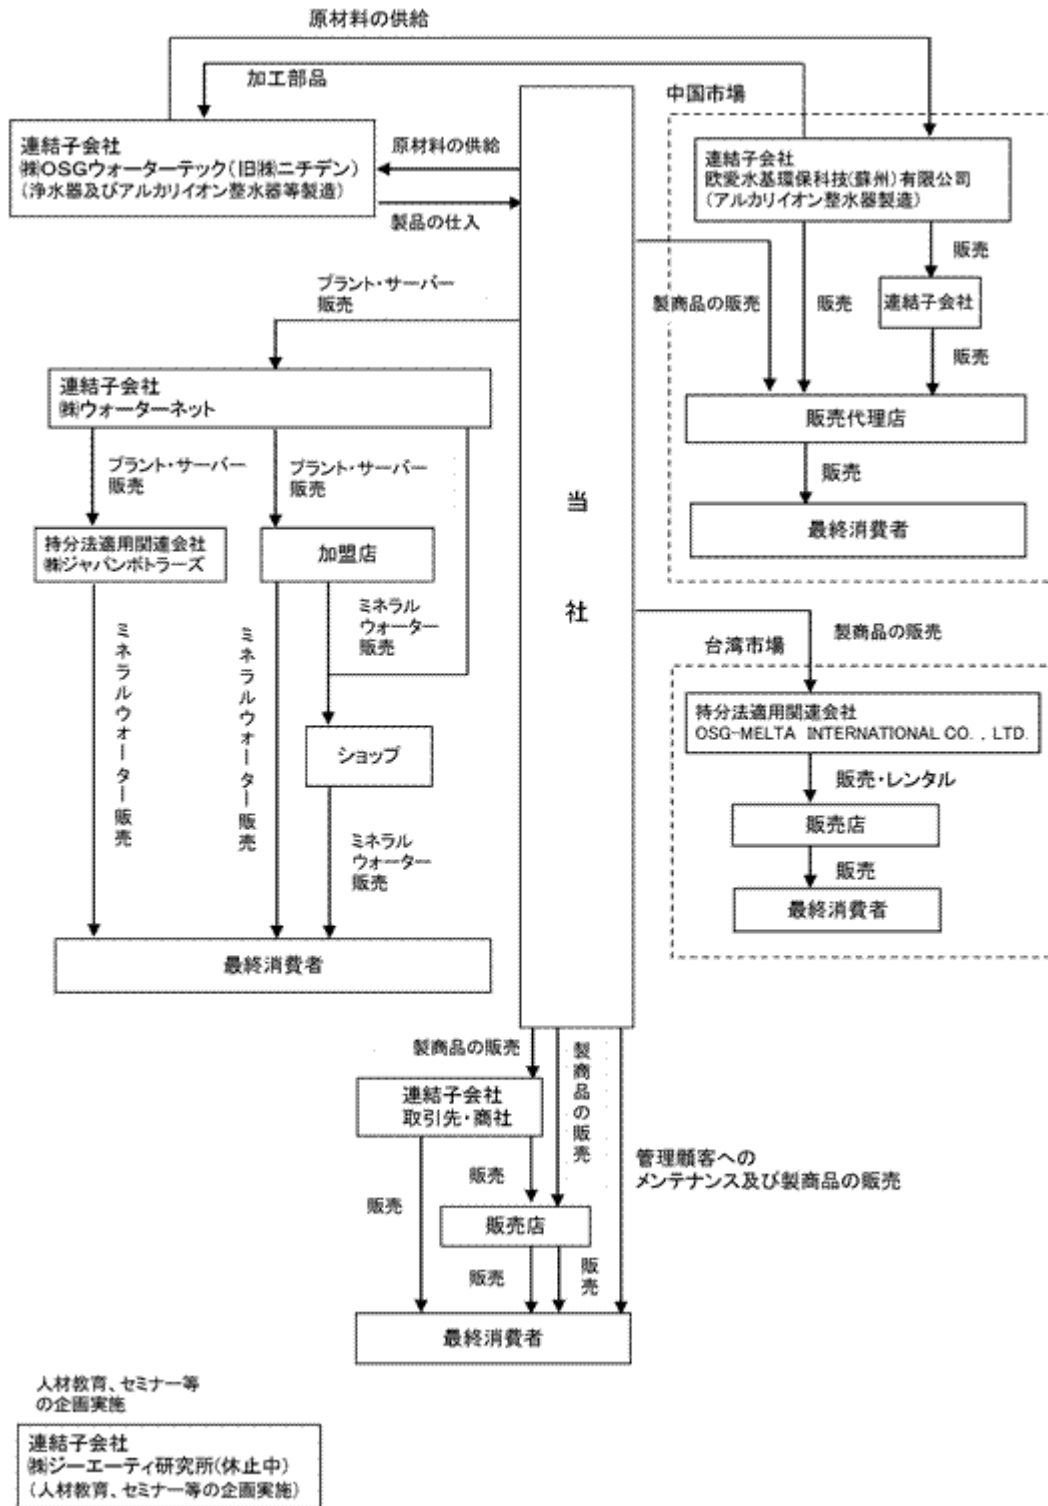 原材料の供給
加工部品
連結子会社
㈱OSGウォーターテック(旧㈱ニチデン)
(浄水器及びアルカリイオン整水器等製造)
原材料の供給
製品の仕入
中国市場
連結子会社
欧愛水基環保科技(蘇州)有限公司
(アルカリイオン整水器製造)
販売
製商品の販売
販売
連結子会社
販売
販売代理店
販売
最終消費者
プラント・サーバー
販売
連結子会社
㈱ウォーターネット
プラント・サーバー
販売
プラント・サーバー
販売
持分法適用関連会社
㈱ジャパンボトラーズ
加盟店
ミネラルウォーター販売
ミネラルウォーター販売
ミネラル
ウォーター
販売
ショップ
ミネラル
ウォーター
販売
最終消費者
当社
製商品の販売
台湾市場
持分法適用関連会社
OSG-MELTA INTERNATIONAL CO.,LTD.
販売・レンタル
販売店
販売
最終消費者
製商品の販売
製商品の販売
連結子会社
取引先・商社
販売
販売
販売店
販売
販売
管理顧客への
メンテナンス及び製商品の販売
最終消費者
人材教育、セミナー等
の企画実施
連結子会社
㈱ジーエーティ研究所(休止中)
(人材教育、セミナー等の企画実施)